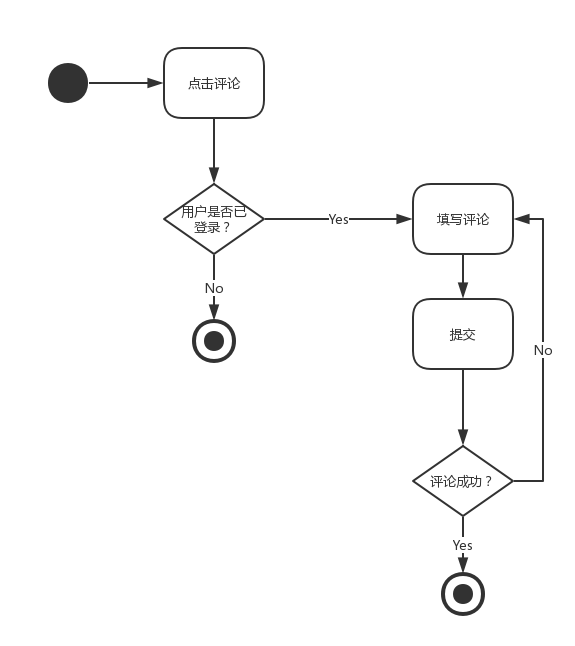 点击评论
用户是否已
登录？
Yes
填写评论
No
提交
No
评论成功？
Yes